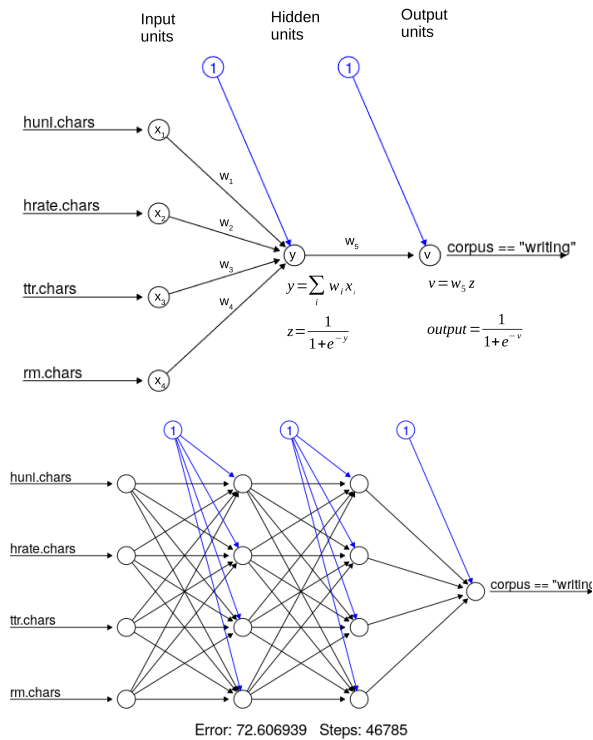 Input units
Hidden units
Output units
1
1
hunl.chars
x1
w1
hrate.chars
x2
w2
w5
y
v
corpus == "writing"
w3
y=∑i wi xi
v=w5 z
ttr.chars
x3
w4
z=1/(1+e^−y)
output=1/(1+e^−v)
rm.chars
x4
1
1
1
hunl.chars
hrate.chars
corpus == "writing
ttr.chars
rm.chars
Error: 72.606939 Steps: 46785